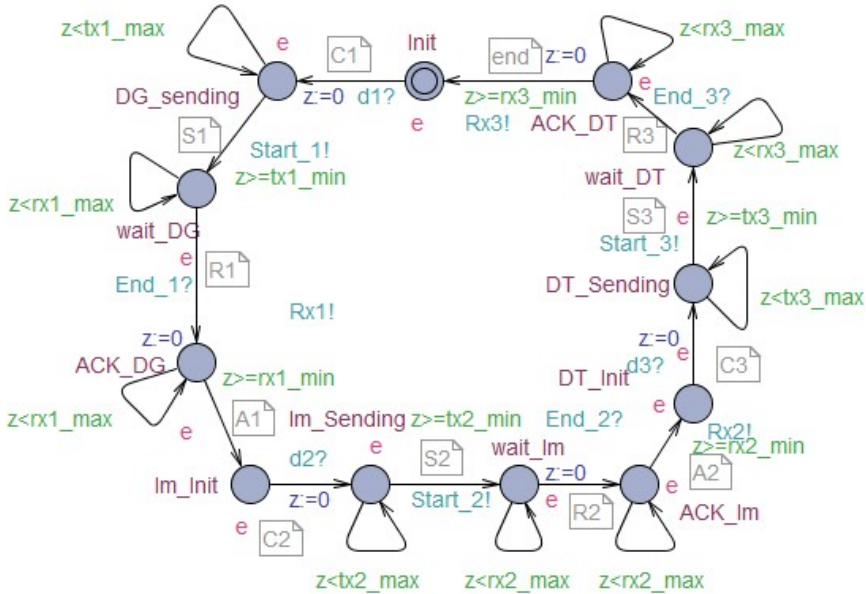 z<tx1_max
e
C1
Init
end
z:=0
z<rx3_max
DG_sending
z:=0
d1?
e
z>=rx3_min
Rx3!
e
ACK_DT
End_3?
R3
S1
Start_1!
z>=tx1_min
z<rx3_max
wait_DT
z<rx1_max
wait_DG
S3
e
z>=tx3_min
Start_3!
e
R1
End_1?
DT_Sending
z<tx3_max
Rx1!
z:=0
z:=0
ACK_DG
z>=rx1_min
d3?
e
C3
DT_Init
z<rx1_max
e
A1
Im_Sending
z>=tx2_min
End_2?
e
Rx2!
e
wait_Im
z>=rx2_min
d2?
S2
z:=0
A2
Im_Init
z:=0
Start_2!
e
R2
e
ACK_Im
e
C2
z<tx2_max
z<rx2_max
z<rx2_max